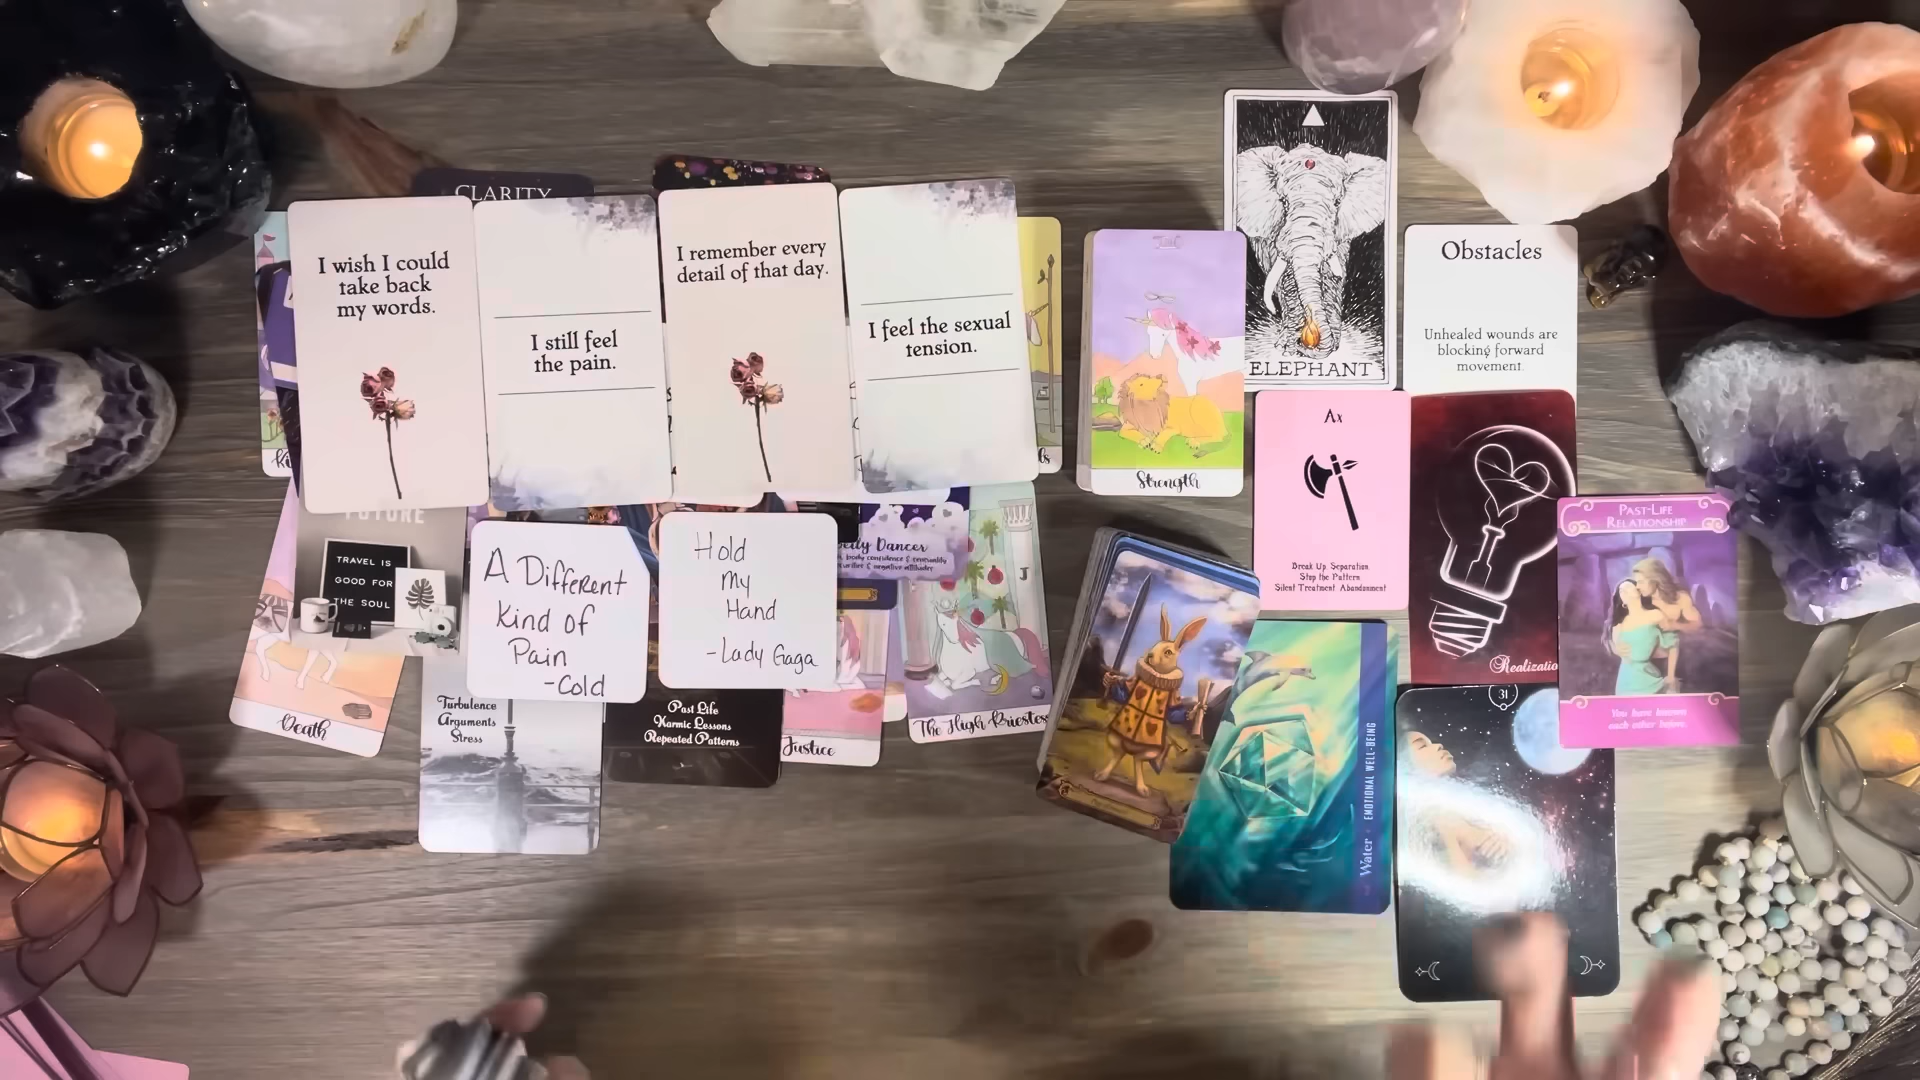 CLARITY
I wish I could
take back
my words.
I still feel
the pain.
I remember every
detail of that day.
I feel the sexual
tension.
Strength
ELEPHANT
Obstacles
Unhealed wounds are
blocking forward
movement.
Ax
Break Up, Separation
Stop the Pattern
Silent Treatment, Abandonment
PAST-LIFE
RELATIONSHIP
You have known
each other before.
31
FUTURE
TRAVEL IS
GOOD FOR
THE SOUL
A Different
Kind of
Pain
-Cold
Hold
my
Hand
-Lady Gaga
Dancer
J
Death
Turbulence
Arguments
Stress
Past Life
Karmic Lessons
Repeated Patterns
Justice
The High Priestess
Water EMOTIONAL WELL-BEING